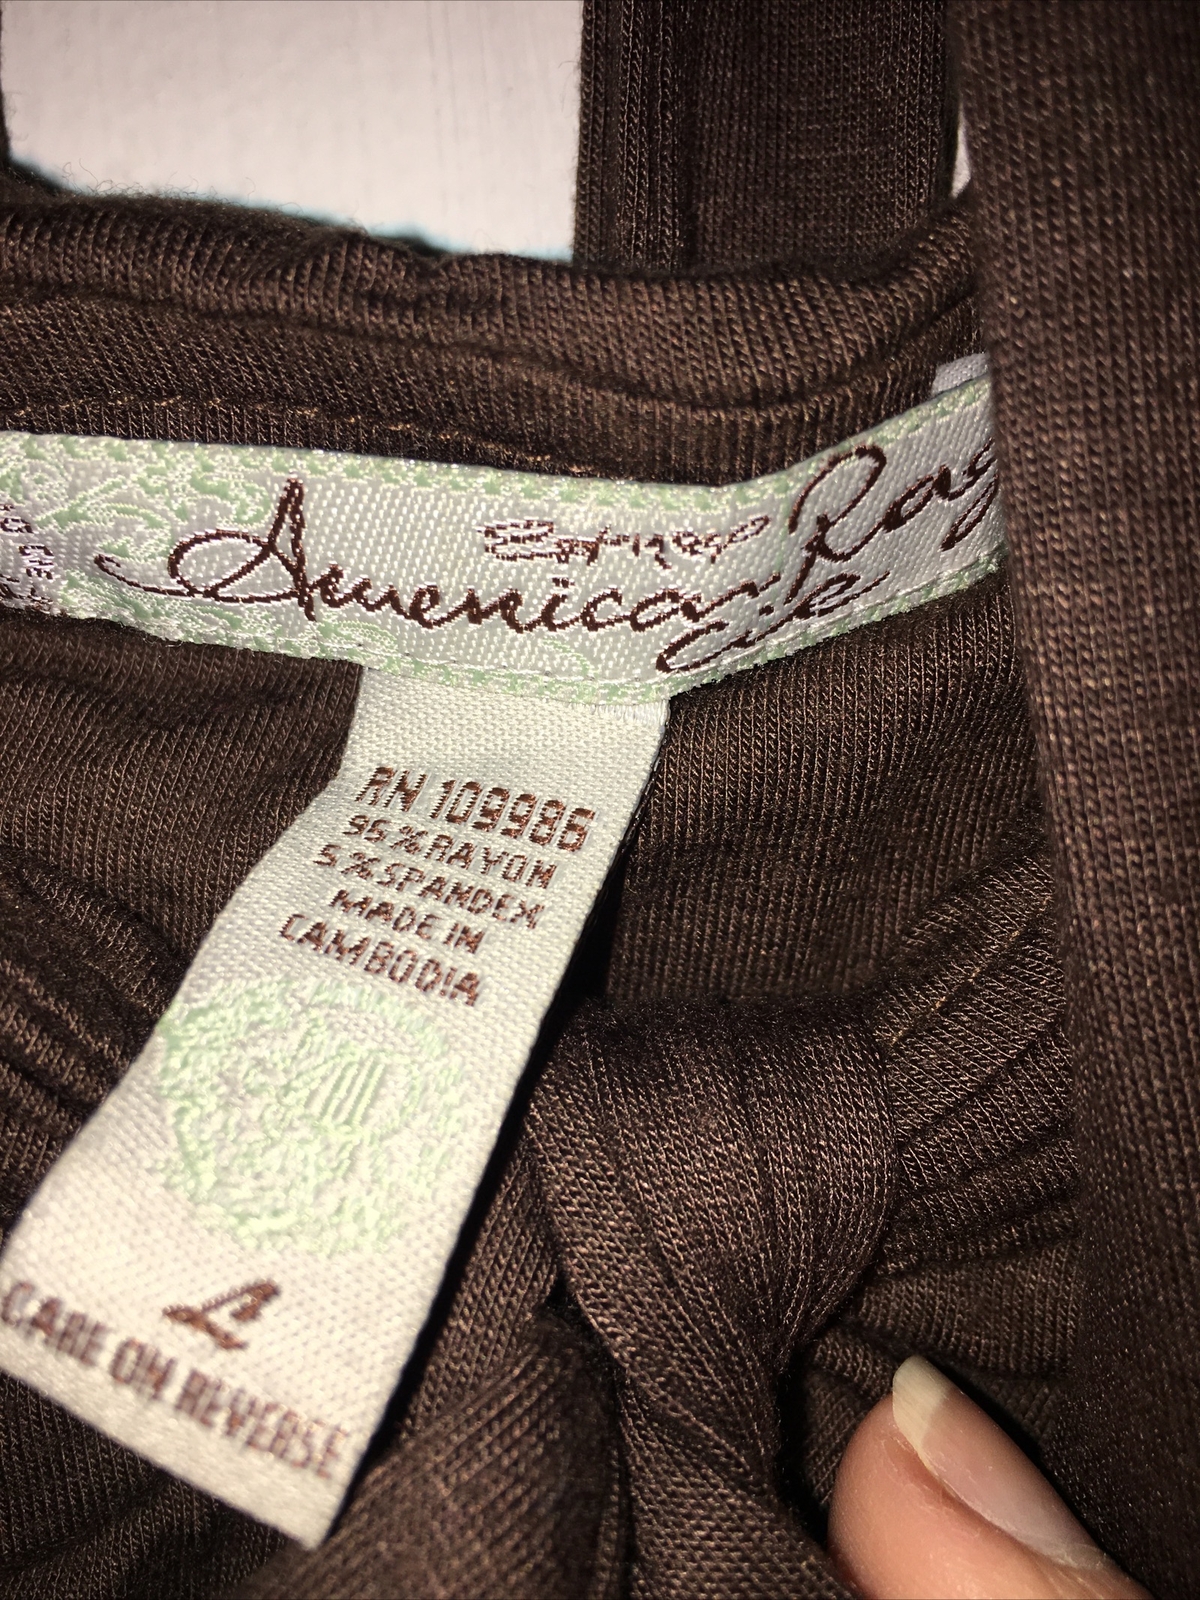 American Rag
Cie
RN 109986
95% RAYON
5% SPANDEX
MADE IN
CAMBODIA
L
CARE ON REVERSE